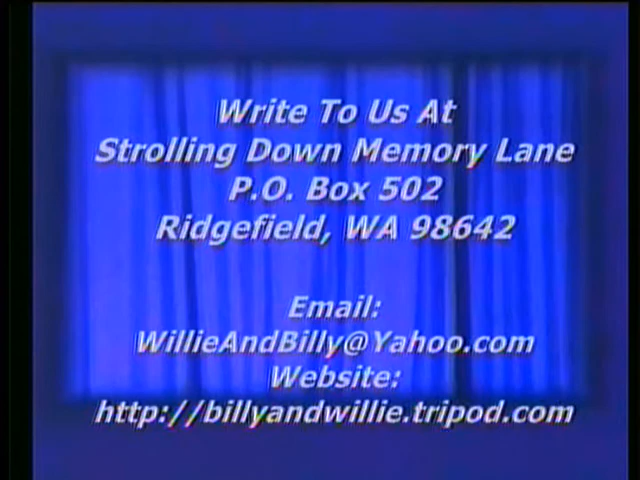 Write To Us At
Strolling Down Memory Lane
P.O. Box 502
Ridgefield, WA 98642
Email:
WillieAndBilly@Yahoo.com
Website:
http://billyandwillie.tripod.com